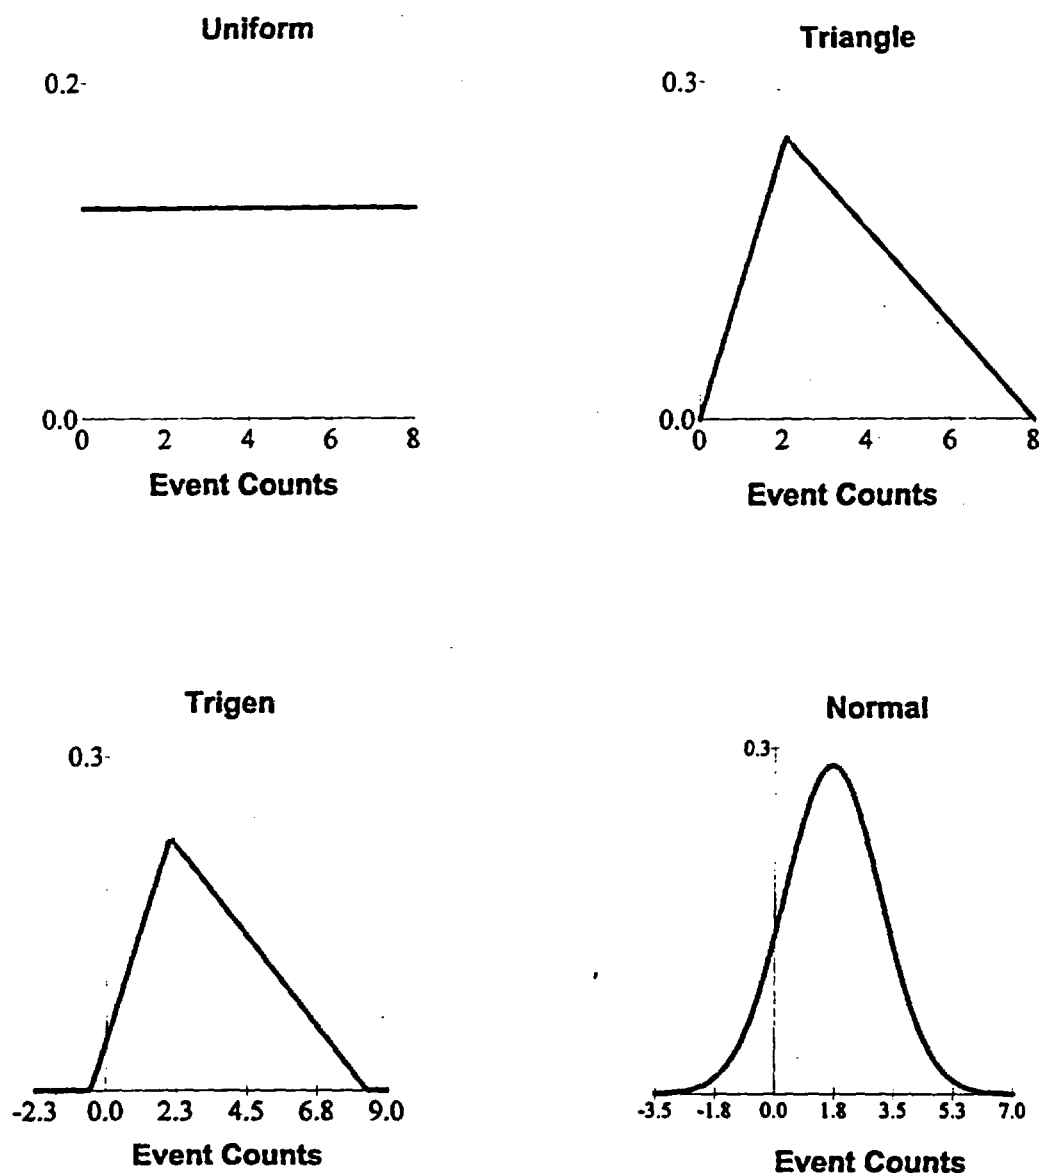 Uniform
0.2
0.0
0 2 4 6 8
Event Counts
Triangle
0.3
0.0
0 2 4 6 8
Event Counts
Trigen
0.3
-2.3 0.0 2.3 4.5 6.8 9.0
Event Counts
Normal
0.3
-3.5 -1.8 0.0 1.8 3.5 5.3 7.0
Event Counts